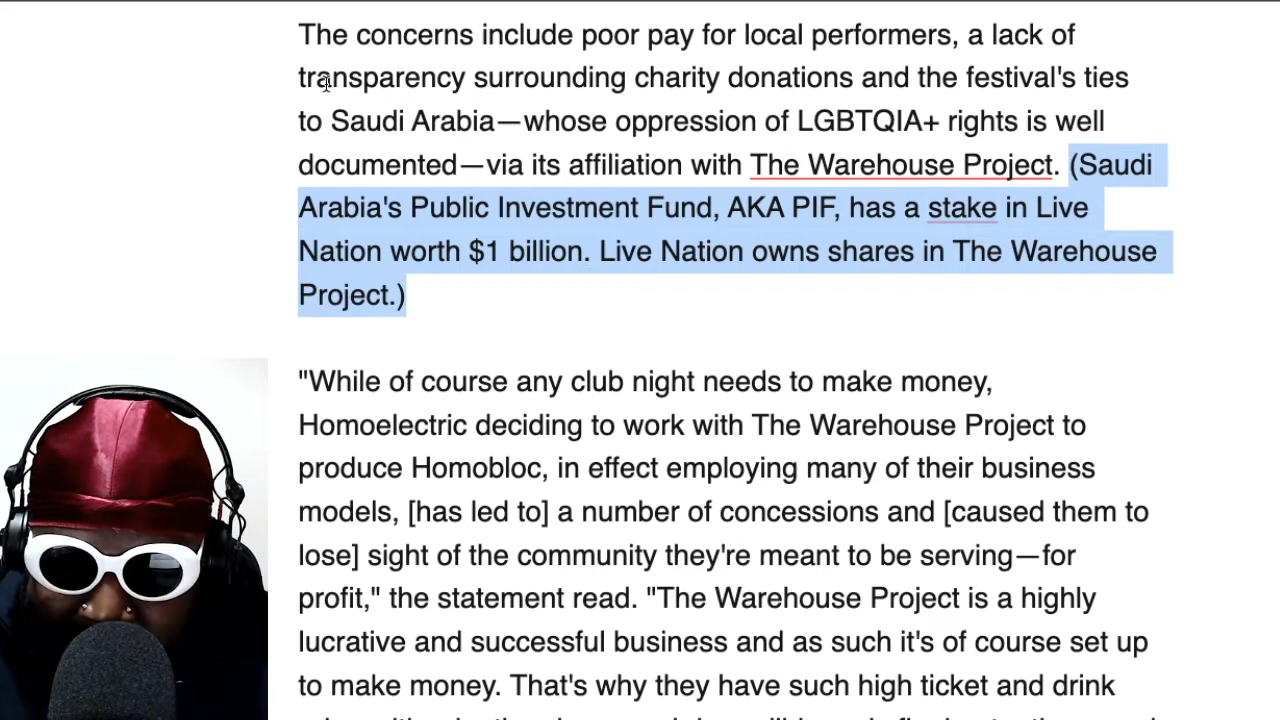 The concerns include poor pay for local performers, a lack of
transparency surrounding charity donations and the festival's ties
to Saudi Arabia—whose oppression of LGBTQIA+ rights is well
documented—via its affiliation with The Warehouse Project. (Saudi
Arabia's Public Investment Fund, AKA PIF, has a stake in Live
Nation worth $1 billion. Live Nation owns shares in The Warehouse
Project.)
"While of course any club night needs to make money,
Homoelectric deciding to work with The Warehouse Project to
produce Homobloc, in effect employing many of their business
models, [has led to] a number of concessions and [caused them to
lose] sight of the community they're meant to be serving—for
profit," the statement read. "The Warehouse Project is a highly
lucrative and successful business and as such it's of course set up
to make money. That's why they have such high ticket and drink